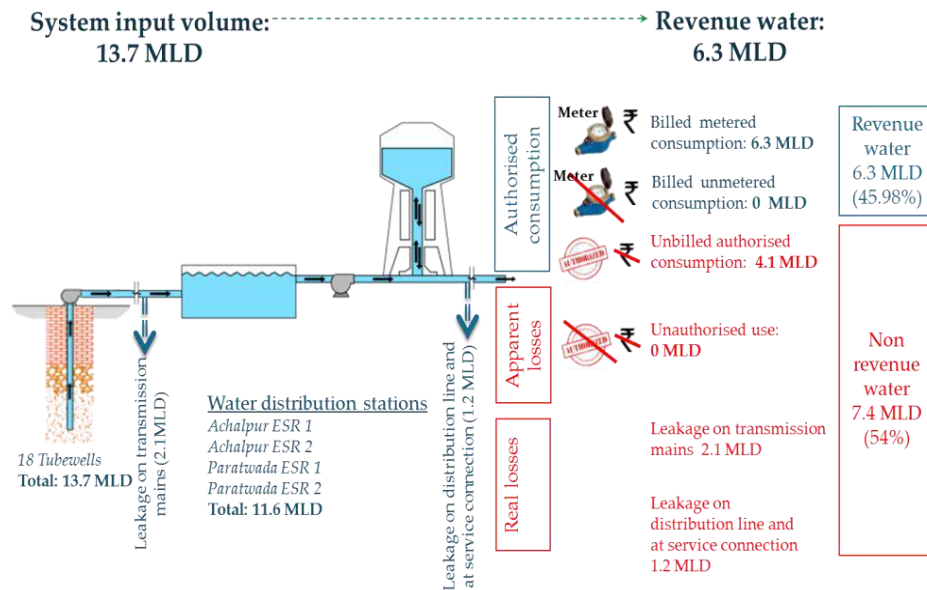 System input volume:
13.7 MLD
Revenue water:
6.3 MLD
Authorised
consumption
Meter
₹
Billed metered
consumption: 6.3 MLD
Meter
₹
Billed unmetered
consumption: 0 MLD
AUTHORIZED
₹
Unbilled authorised
consumption: 4.1 MLD
Revenue
water
6.3 MLD
(45.98%)
Apparent
losses
AUTHORIZED
₹
Unauthorised use:
0 MLD
Real losses
Leakage on transmission
mains 2.1 MLD
Leakage on
distribution line and
at service connection
1.2 MLD
Non
revenue
water
7.4 MLD
(54%)
18 Tubewells
Total: 13.7 MLD
Leakage on transmission
mains (2.1MLD)
Water distribution stations
Achalpur ESR 1
Achalpur ESR 2
Paratwada ESR 1
Paratwada ESR 2
Total: 11.6 MLD
Leakage on distribution line and
at service connection (1.2 MLD)